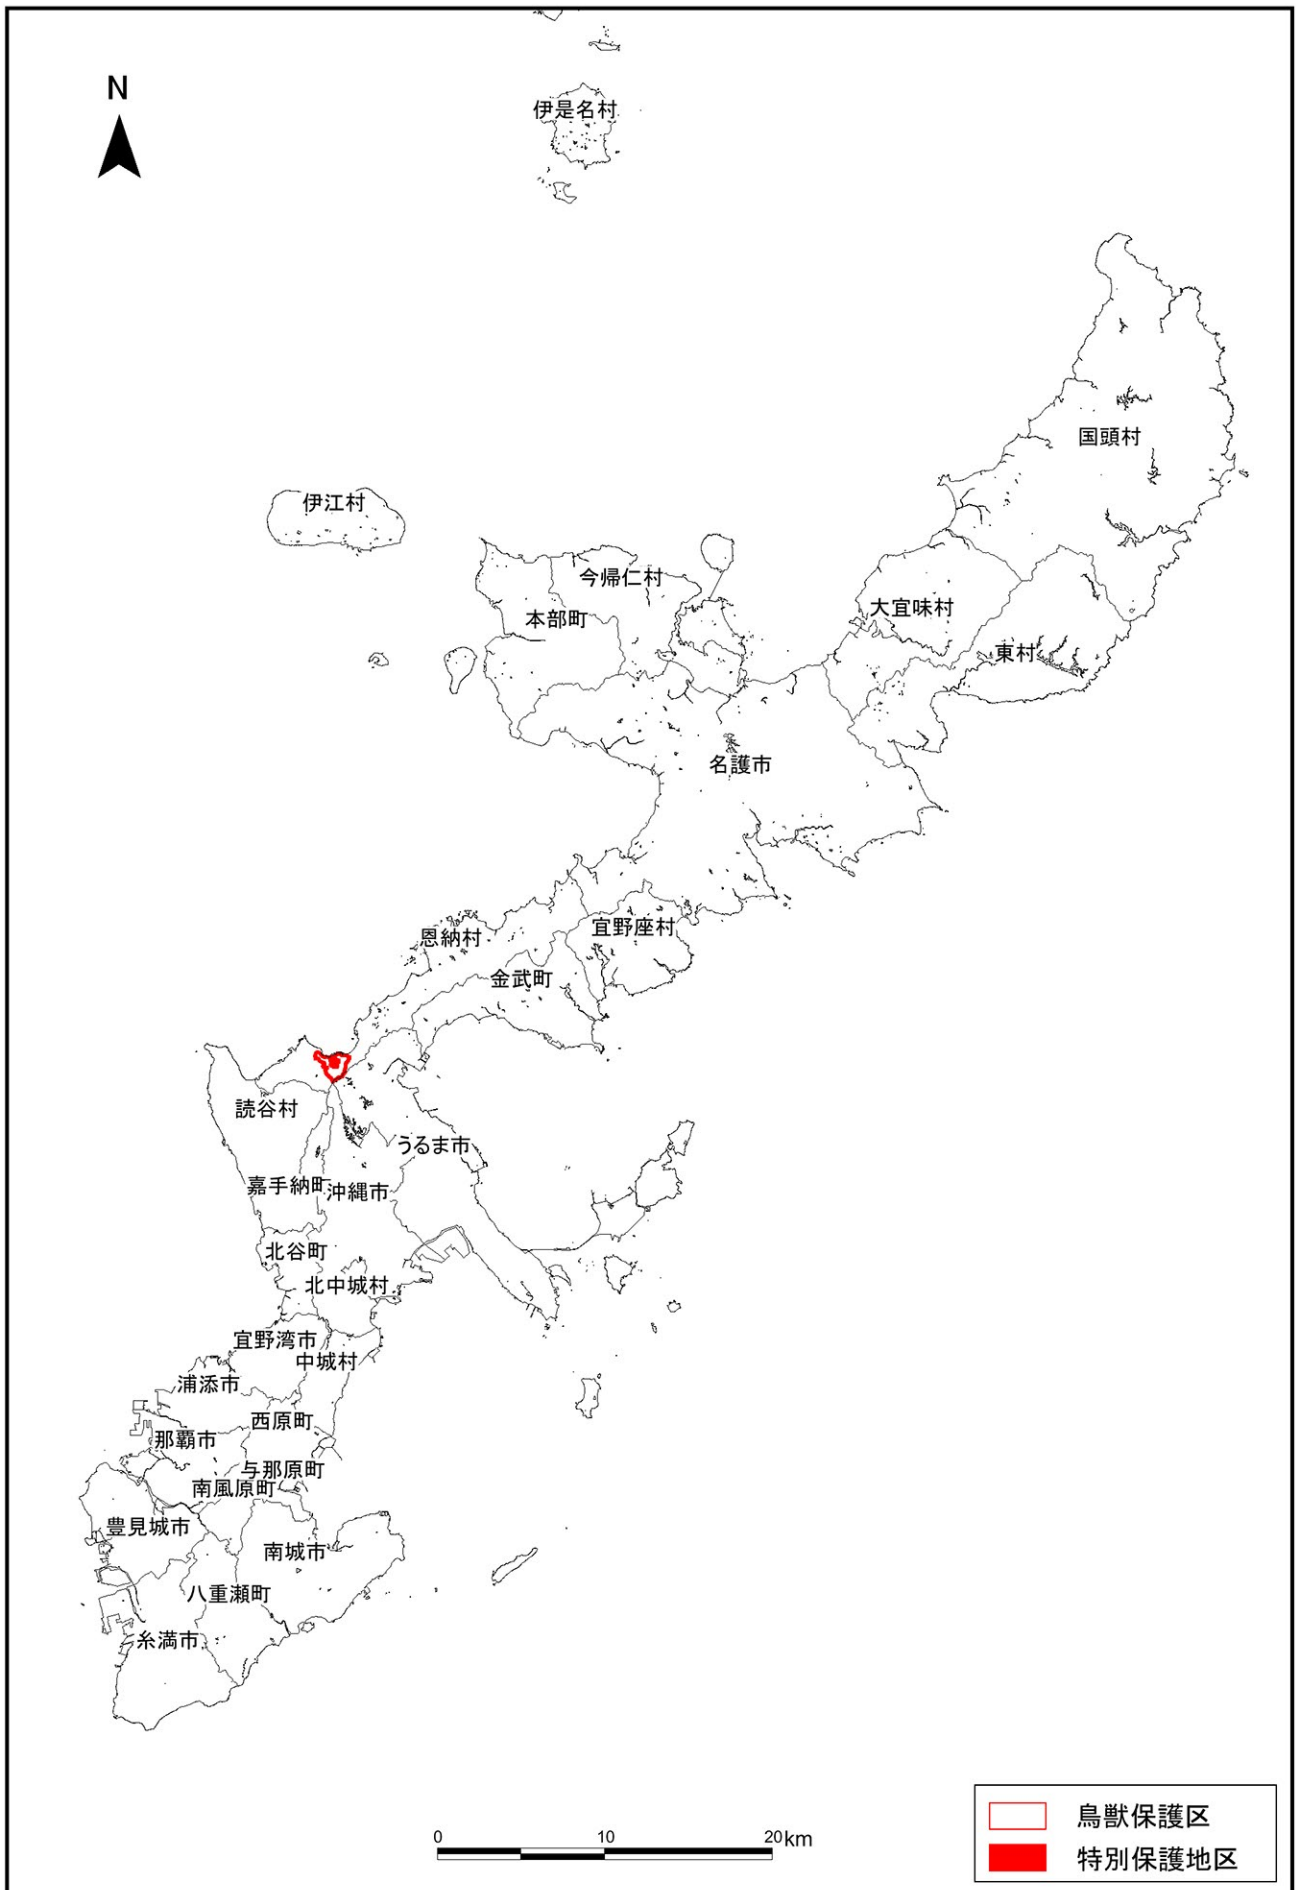 N
伊是名村
国頭村
伊江村
今帰仁村
本部町
大宜味村
東村
名護市
恩納村
宜野座村
金武町
読谷村
うるま市
嘉手納町
沖縄市
北谷町
北中城村
宜野湾市
中城村
浦添市
西原町
那覇市
与那原町
南風原町
豊見城市
南城市
八重瀬町
糸満市
0 10 20 km
鳥獣保護区
特別保護地区